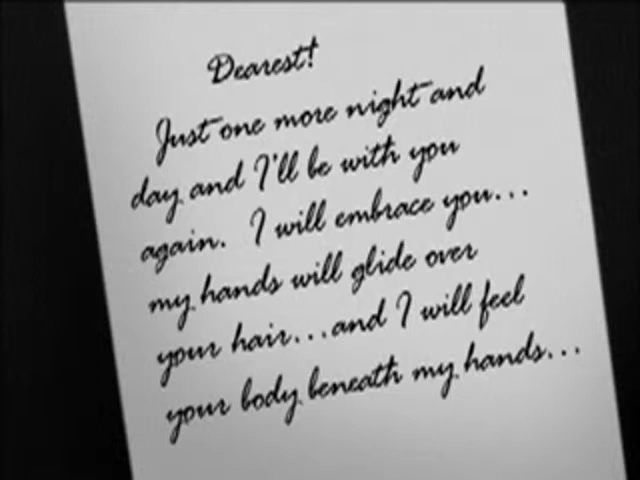 Dearest!
Just one more night and
day and I'll be with you
again. I will embrace you...
my hands will glide over
your hair...and I will feel
your body beneath my hands...